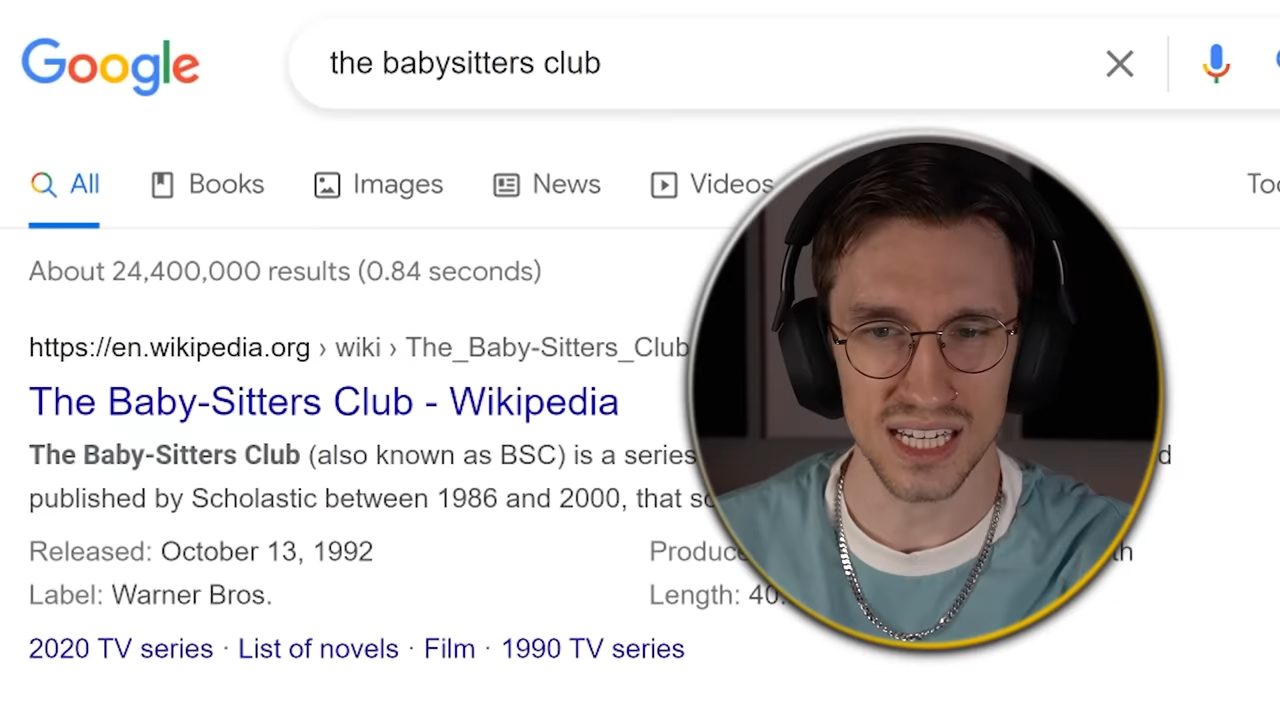 Google
the babysitters club
All
Books
Images
News
Videos
About 24,400,000 results (0.84 seconds)
https://en.wikipedia.org › wiki › The_Baby-Sitters_Club
The Baby-Sitters Club - Wikipedia
The Baby-Sitters Club (also known as BSC) is a series
published by Scholastic between 1986 and 2000, that
Released: October 13, 1992
Label: Warner Bros.
Length: 40.
2020 TV series · List of novels · Film · 1990 TV series